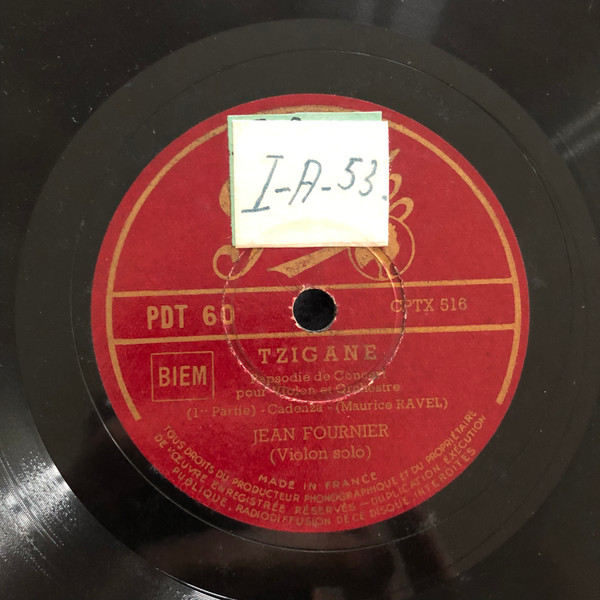 I-A-53.
PDT 60
CPTX 516
TZIGANE
BIEM
Rapsodie de Concert
pour Violon et Orchestre
(1re Partie) - Cadenza - (Maurice RAVEL)
JEAN FOURNIER
(Violon solo)
MADE IN FRANCE
TOUS DROITS DU PRODUCTEUR PHONOGRAPHIQUE ET DU PROPRIÉTAIRE
DE L'ŒUVRE ENREGISTRÉE RÉSERVÉS - DUPLICATION EXÉCUTION
PUBLIQUE, RADIODIFFUSION DE CE DISQUE INTERDITES